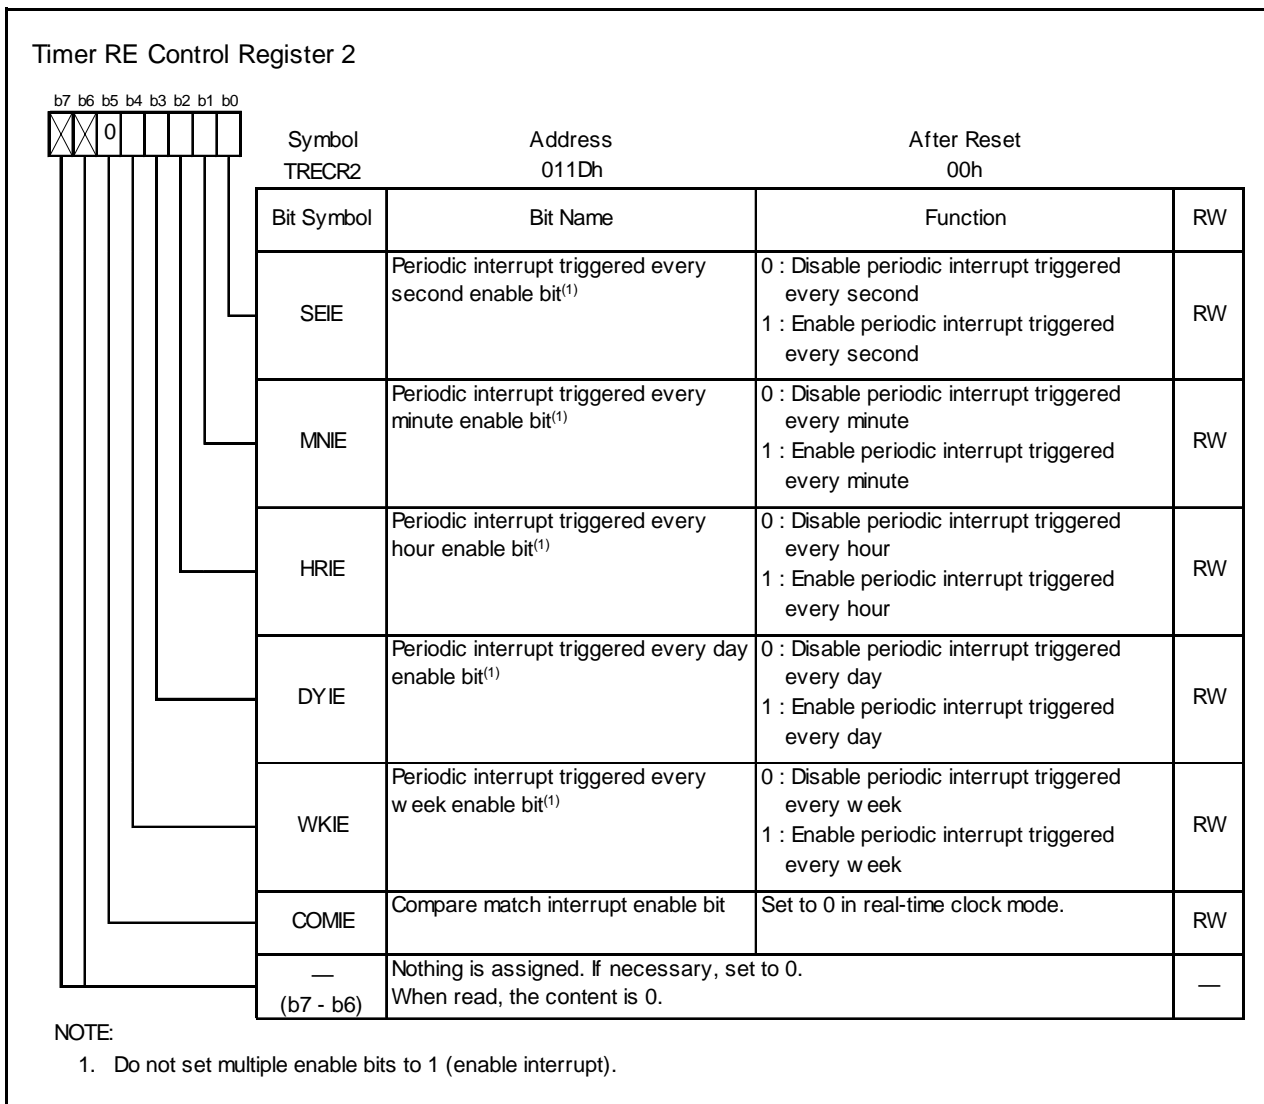 Timer RE Control Register 2
b7 b6 b5 b4 b3 b2 b1 b0
0
Symbol Address After Reset
TRECR2 011Dh 00h
Bit Symbol Bit Name Function RW
SEIE
Periodic interrupt triggered every
second enable bit(1)
0 : Disable periodic interrupt triggered
every second
1 : Enable periodic interrupt triggered
every second
RW
MNIE
Periodic interrupt triggered every
minute enable bit(1)
0 : Disable periodic interrupt triggered
every minute
1 : Enable periodic interrupt triggered
every minute
RW
HRIE
Periodic interrupt triggered every
hour enable bit(1)
0 : Disable periodic interrupt triggered
every hour
1 : Enable periodic interrupt triggered
every hour
RW
DYIE
Periodic interrupt triggered every day
enable bit(1)
0 : Disable periodic interrupt triggered
every day
1 : Enable periodic interrupt triggered
every day
RW
WKIE
Periodic interrupt triggered every
week enable bit(1)
0 : Disable periodic interrupt triggered
every week
1 : Enable periodic interrupt triggered
every week
RW
COMIE
Compare match interrupt enable bit
Set to 0 in real-time clock mode.
RW
—
(b7 - b6)
Nothing is assigned. If necessary, set to 0.
When read, the content is 0.
—
NOTE:
1. Do not set multiple enable bits to 1 (enable interrupt).